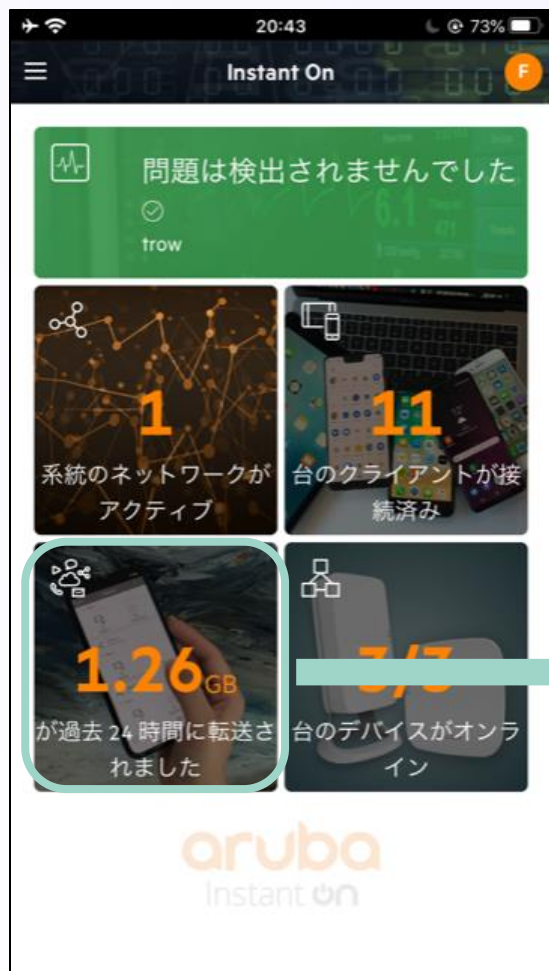 20:43
73%
Instant On
F
問題は検出されませんでした
trow
1
系統のネットワークが
アクティブ
11
台のクライアントが接
続済み
1.26 GB
が過去 24 時間に転送さ
れました
3/3
台のデバイスがオンラ
イン
aruba
Instant On